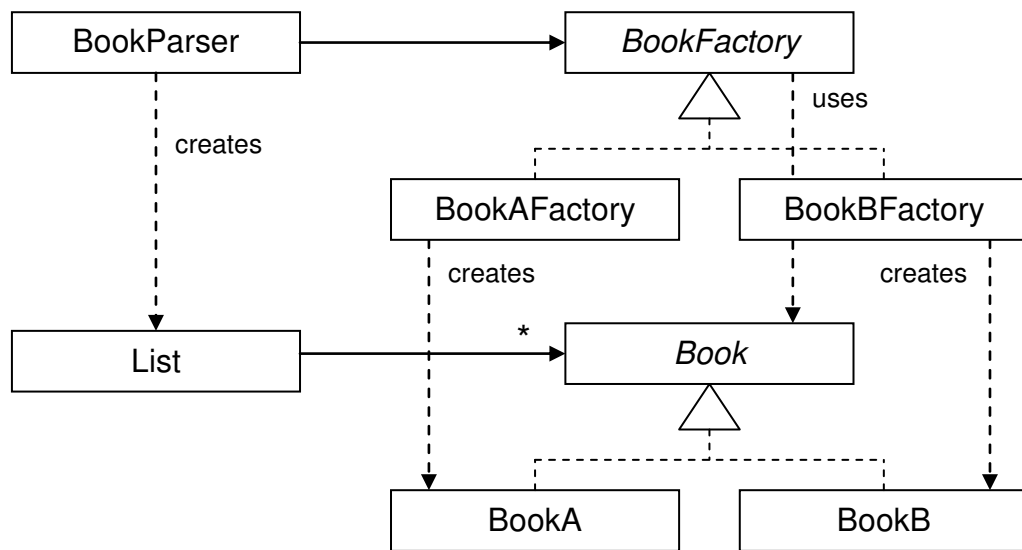 BookParser
BookFactory
uses
creates
BookAFactory
BookBFactory
creates
creates
*
List
Book
BookA
BookB